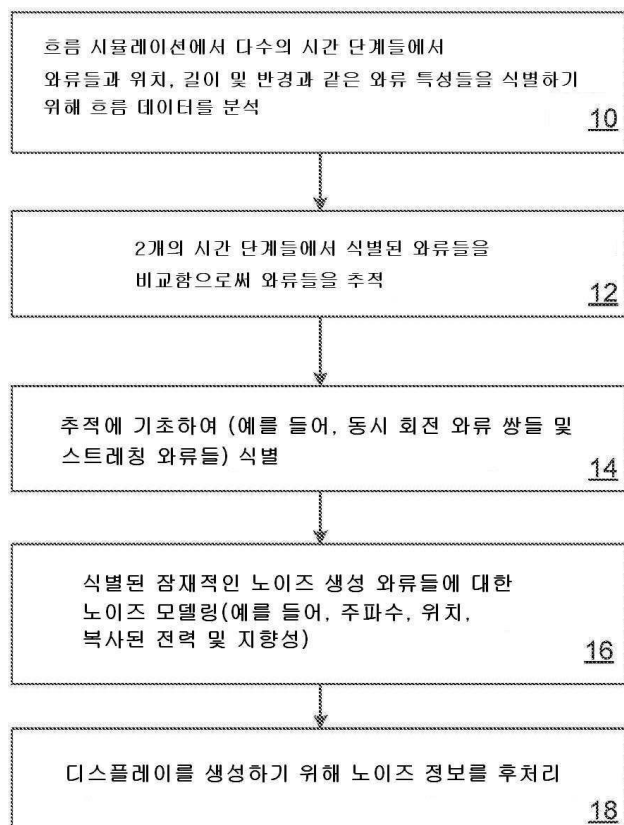 흐름 시뮬레이션에서 다수의 시간 단계들에서
와류들과 위치, 길이 및 반경과 같은 와류 특성들을 식별하기
위해 흐름 데이터를 분석
10
2개의 시간 단계들에서 식별된 와류들을
비교함으로써 와류들을 추적
12
추적에 기초하여 (예를 들어, 동시 회전 와류 쌍들 및
스트레칭 와류들) 식별
14
식별된 잠재적인 노이즈 생성 와류들에 대한
노이즈 모델링(예를 들어, 주파수, 위치,
복사된 전력 및 지향성)
16
디스플레이를 생성하기 위해 노이즈 정보를 후처리
18